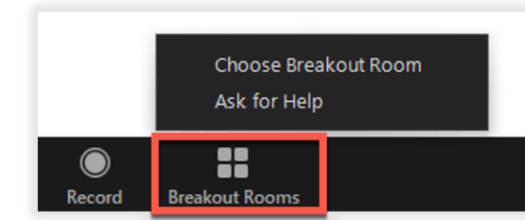 Choose Breakout Room
Ask for Help
Record
Breakout Rooms